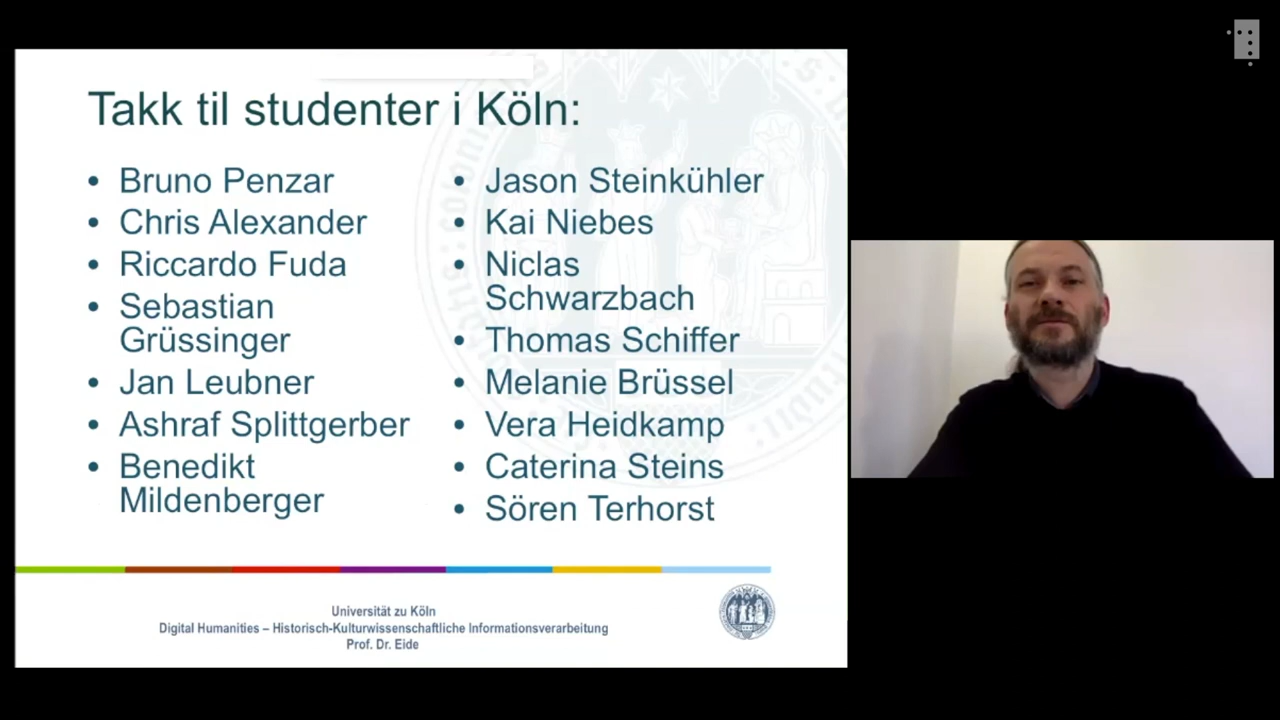 Takk til studenter i Köln:
• Bruno Penzar
• Chris Alexander
• Riccardo Fuda
• Sebastian
Grüssinger
• Jan Leubner
• Ashraf Splittgerber
• Benedikt
Mildenberger
• Jason Steinkühler
• Kai Niebes
• Niclas
Schwarzbach
• Thomas Schiffer
• Melanie Brüssel
• Vera Heidkamp
• Caterina Steins
• Sören Terhorst
Universität zu Köln
Digital Humanities – Historisch-Kulturwissenschaftliche Informationsverarbeitung
Prof. Dr. Eide